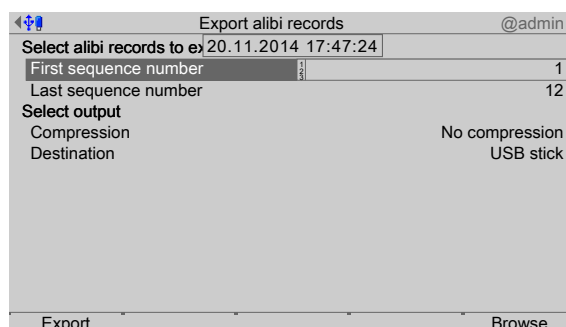 Export alibi records @admin
Select alibi records to ex 20.11.2014 17:47:24
First sequence number 1
Last sequence number 12
Select output
Compression No compression
Destination USB stick
Export Browse